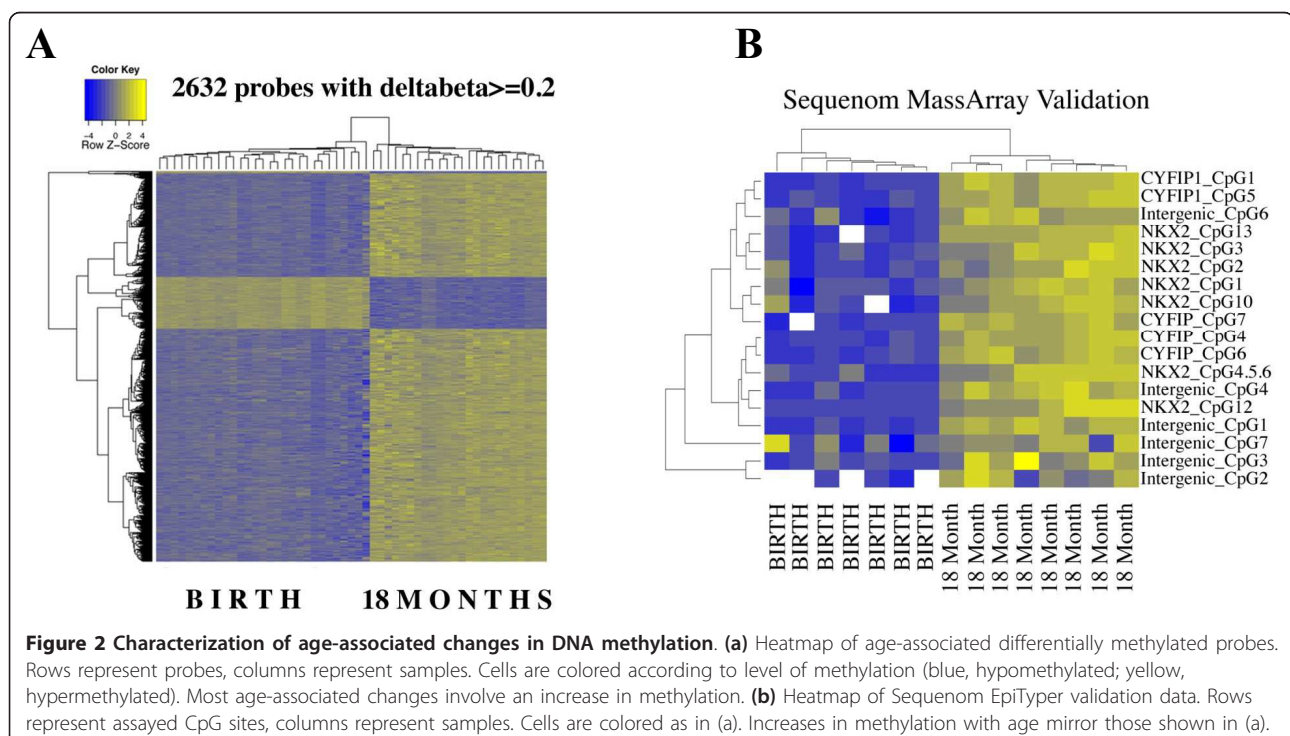 A
Color Key
-4 0 2 4
Row Z-Score
2632 probes with deltabeta>=0.2
BIRTH 18 MONTHS
B
Sequenom MassArray Validation
CYFIP1_CpG1
CYFIP1_CpG5
Intergenic_CpG6
NKX2_CpG13
NKX2_CpG3
NKX2_CpG2
NKX2_CpG1
NKX2_CpG10
CYFIP_CpG7
CYFIP_CpG4
CYFIP_CpG6
NKX2_CpG4.5.6
Intergenic_CpG4
NKX2_CpG12
Intergenic_CpG1
Intergenic_CpG7
Intergenic_CpG3
Intergenic_CpG2
BIRTH
BIRTH
BIRTH
BIRTH
BIRTH
BIRTH
BIRTH
18 Month
18 Month
18 Month
18 Month
18 Month
18 Month
18 Month
18 Month
Figure 2 Characterization of age-associated changes in DNA methylation. (a) Heatmap of age-associated differentially methylated probes.
Rows represent probes, columns represent samples. Cells are colored according to level of methylation (blue, hypomethylated; yellow,
hypermethylated). Most age-associated changes involve an increase in methylation. (b) Heatmap of Sequenom EpiTyper validation data. Rows
represent assayed CpG sites, columns represent samples. Cells are colored as in (a). Increases in methylation with age mirror those shown in (a).